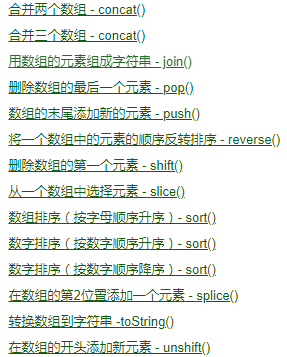 合并两个数组 - concat()
合并三个数组 - concat()
用数组的元素组成字符串 - join()
删除数组的最后一个元素 - pop()
数组的末尾添加新的元素 - push()
将一个数组中的元素的顺序反转排序 - reverse()
删除数组的第一个元素 - shift()
从一个数组中选择元素 - slice()
数组排序（按字母顺序升序）- sort()
数字排序（按数字顺序升序）- sort()
数字排序（按数字顺序降序）- sort()
在数组的第2位置添加一个元素 - splice()
转换数组到字符串 -toString()
在数组的开头添加新元素 - unshift()